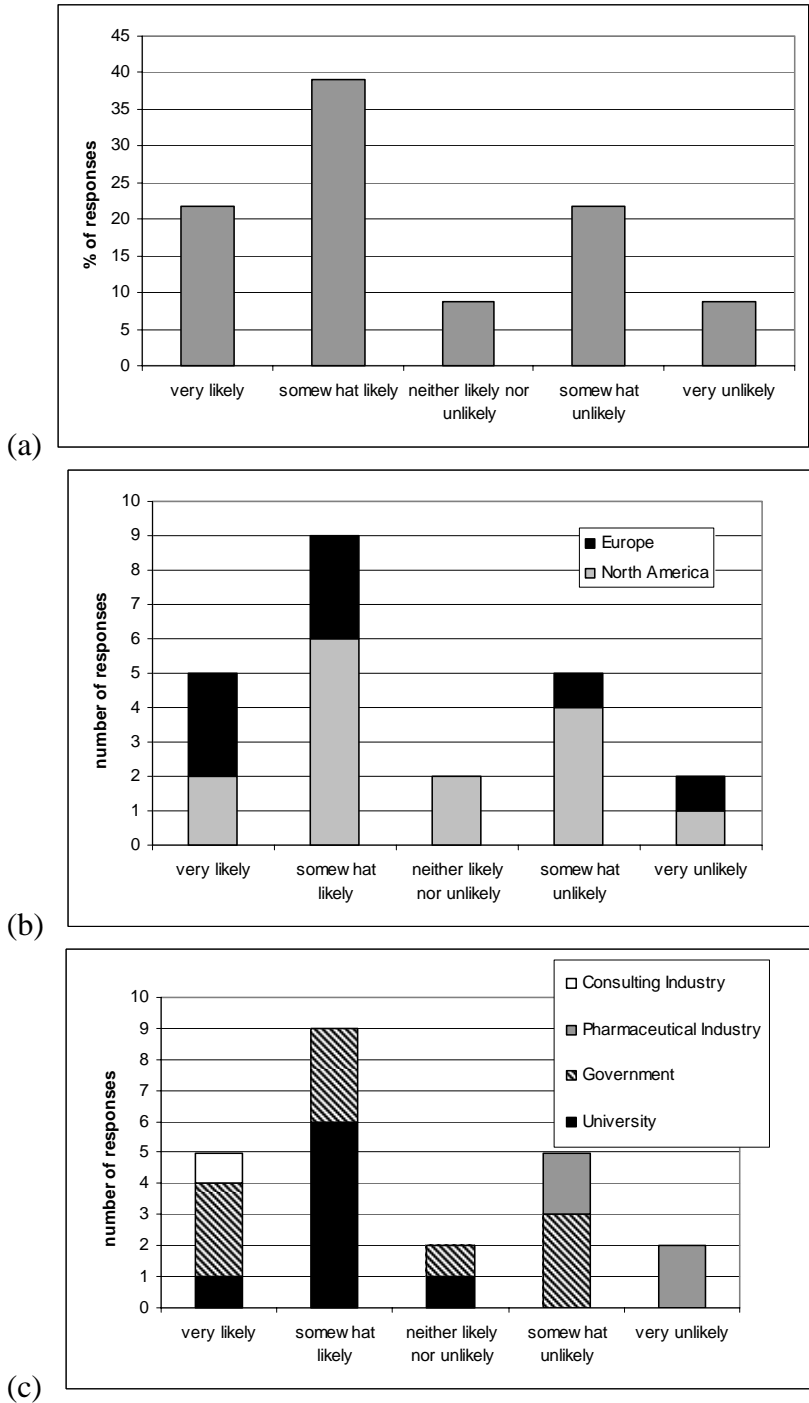 45
40
35
30
25
20
15
10
5
0
% of responses
very likely
somew hat likely
neither likely nor
unlikely
somew hat
unlikely
very unlikely
(a)
10
9
8
7
6
5
4
3
2
1
0
number of responses
Europe
North America
very likely
somew hat
likely
neither likely
nor unlikely
somew hat
unlikely
very unlikely
(b)
10
9
8
7
6
5
4
3
2
1
0
number of responses
Consulting Industry
Pharmaceutical Industry
Government
University
very likely
somew hat
likely
neither likely
nor unlikely
somew hat
unlikely
very unlikely
(c)